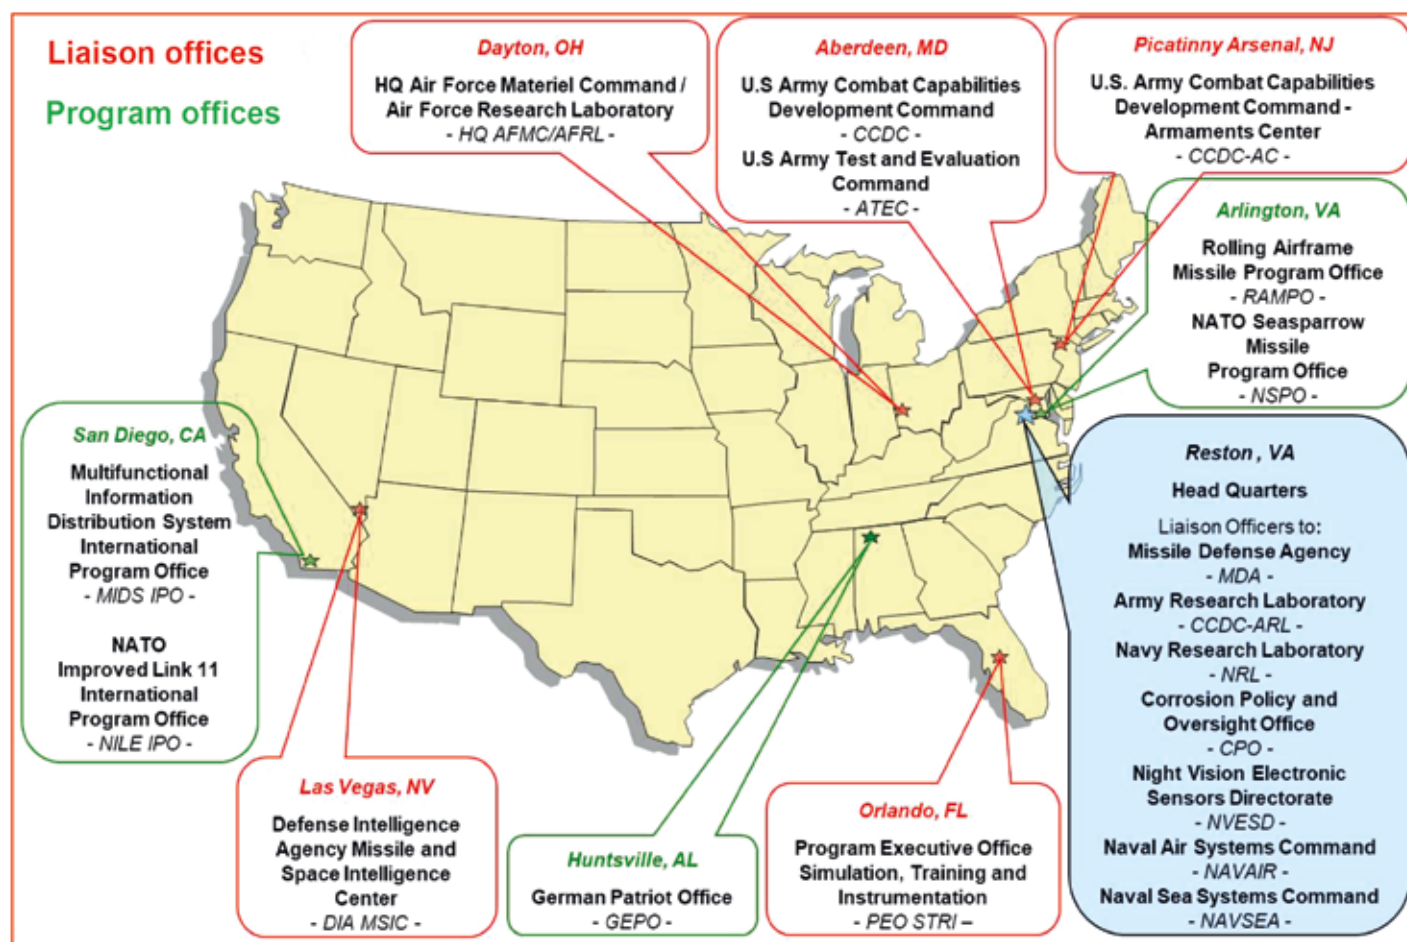 Liaison offices
Program offices
Dayton, OH
HQ Air Force Materiel Command /
Air Force Research Laboratory
- HQ AFMC/AFRL -
Aberdeen, MD
U.S Army Combat Capabilities
Development Command
- CCDC -
U.S Army Test and Evaluation
Command
- ATEC -
Picatinny Arsenal, NJ
U.S. Army Combat Capabilities
Development Command -
Armaments Center
- CCDC-AC -
Arlington, VA
Rolling Airframe
Missile Program Office
- RAMPO -
NATO Seasparrow
Missile
Program Office
- NSPO -
San Diego, CA
Multifunctional
Information
Distribution System
International
Program Office
- MIDS IPO -
NATO
Improved Link 11
International
Program Office
- NILE IPO -
Reston , VA
Head Quarters
Liaison Officers to:
Missile Defense Agency
- MDA -
Army Research Laboratory
- CCDC-ARL -
Navy Research Laboratory
- NRL -
Corrosion Policy and
Oversight Office
- CPO -
Night Vision Electronic
Sensors Directorate
- NVESD -
Naval Air Systems Command
- NAVAIR -
Naval Sea Systems Command
- NAVSEA -
Las Vegas, NV
Defense Intelligence
Agency Missile and
Space Intelligence
Center
- DIA MSIC -
Huntsville, AL
German Patriot Office
- GEPO -
Orlando, FL
Program Executive Office
Simulation, Training and
Instrumentation
- PEO STRI –